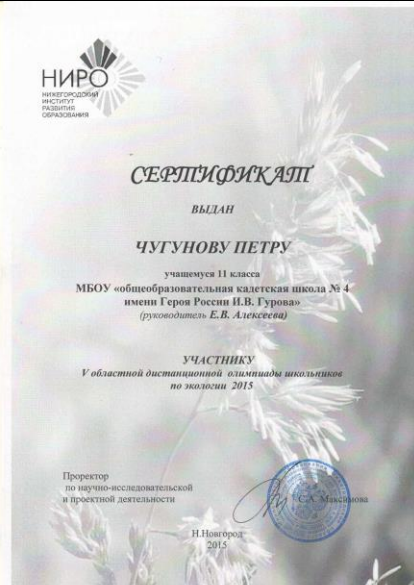 НИРО
НИЖЕГОРОДСКИЙ
ИНСТИТУТ
РАЗВИТИЯ
ОБРАЗОВАНИЯ
СЕРТИФИКАТ
ВЫДАН
ЧУГУНОВУ ПЕТРУ
учащемуся 11 класса
МБОУ «общеобразовательная кадетская школа № 4
имени Героя России И.В. Гурова»
(руководитель Е.В. Алексеева)
УЧАСТНИКУ
V областной дистанционной олимпиады школьников
по экологии 2015
Проректор
по научно-исследовательской
и проектной деятельности
С.А. Максимова
Н.Новгород
2015